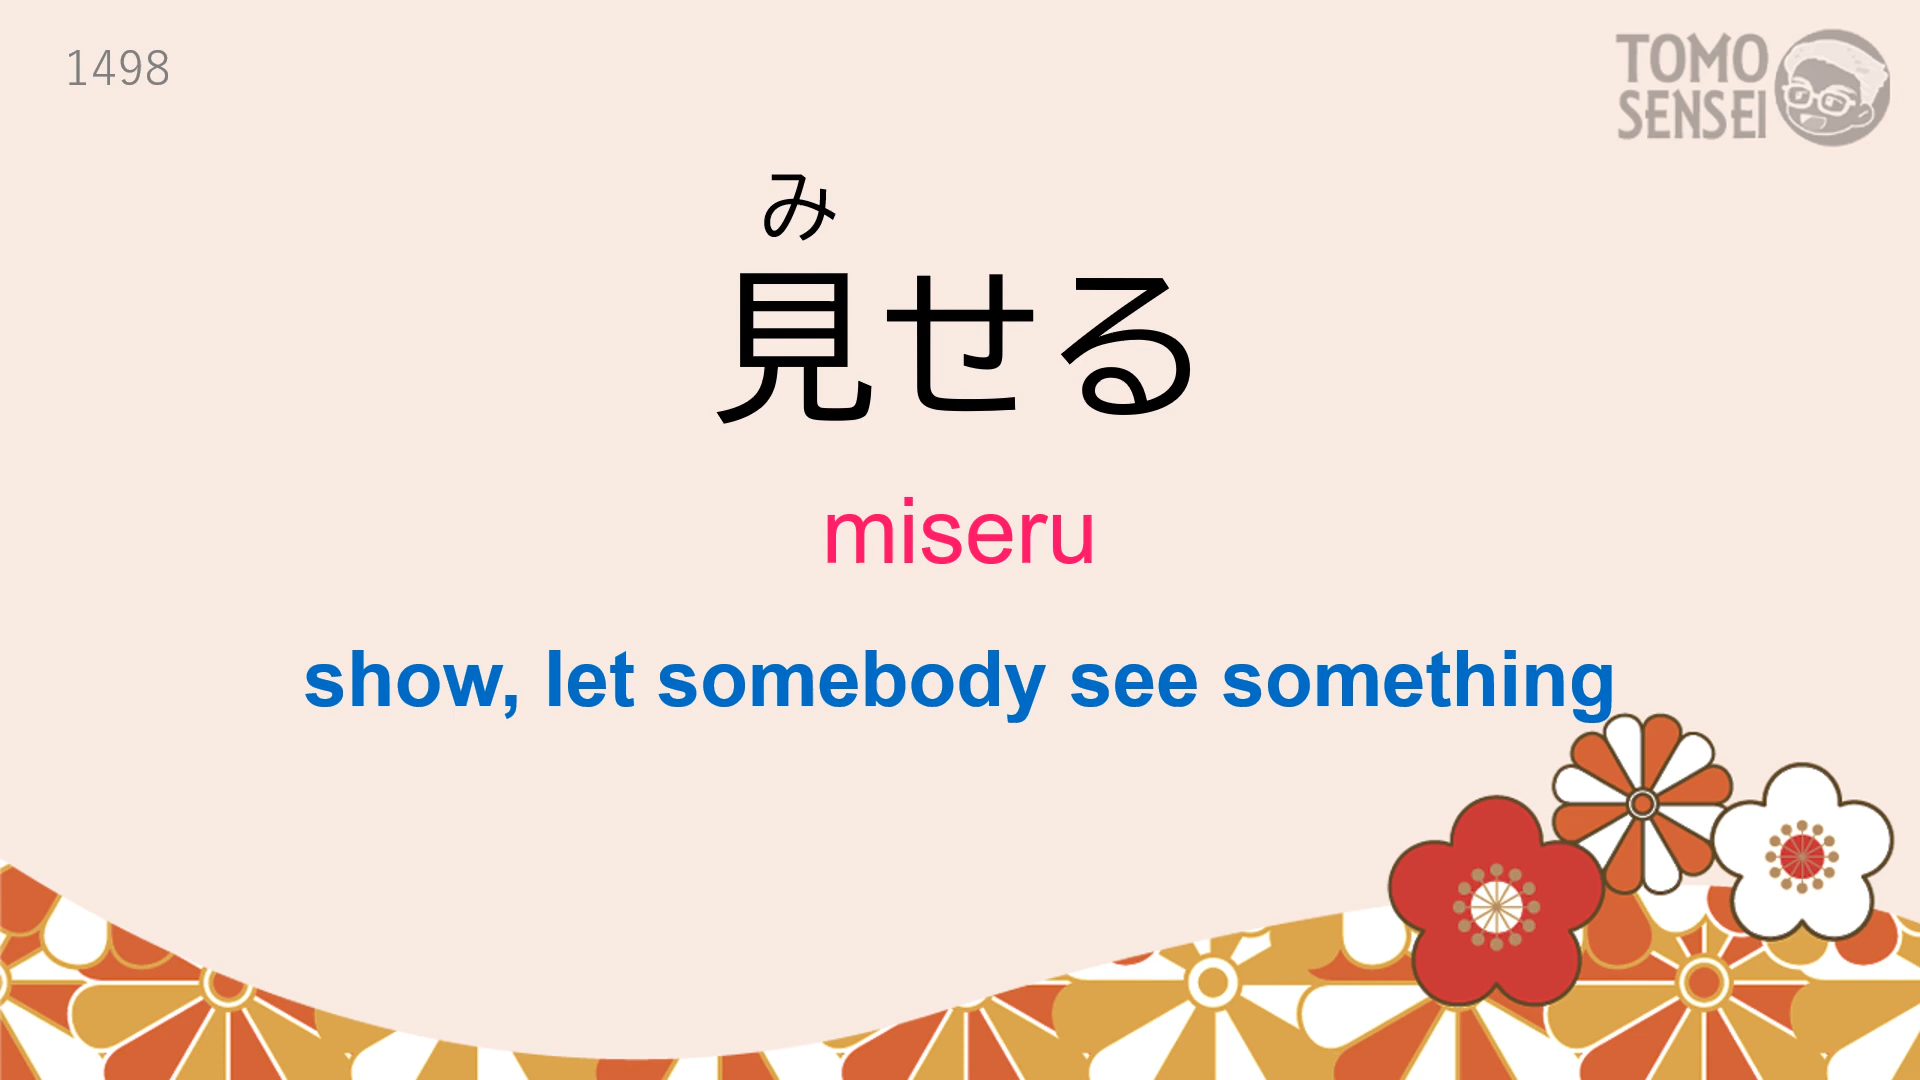 1498
TOMO
SENSEI
み
見せる
miseru
show, let somebody see something